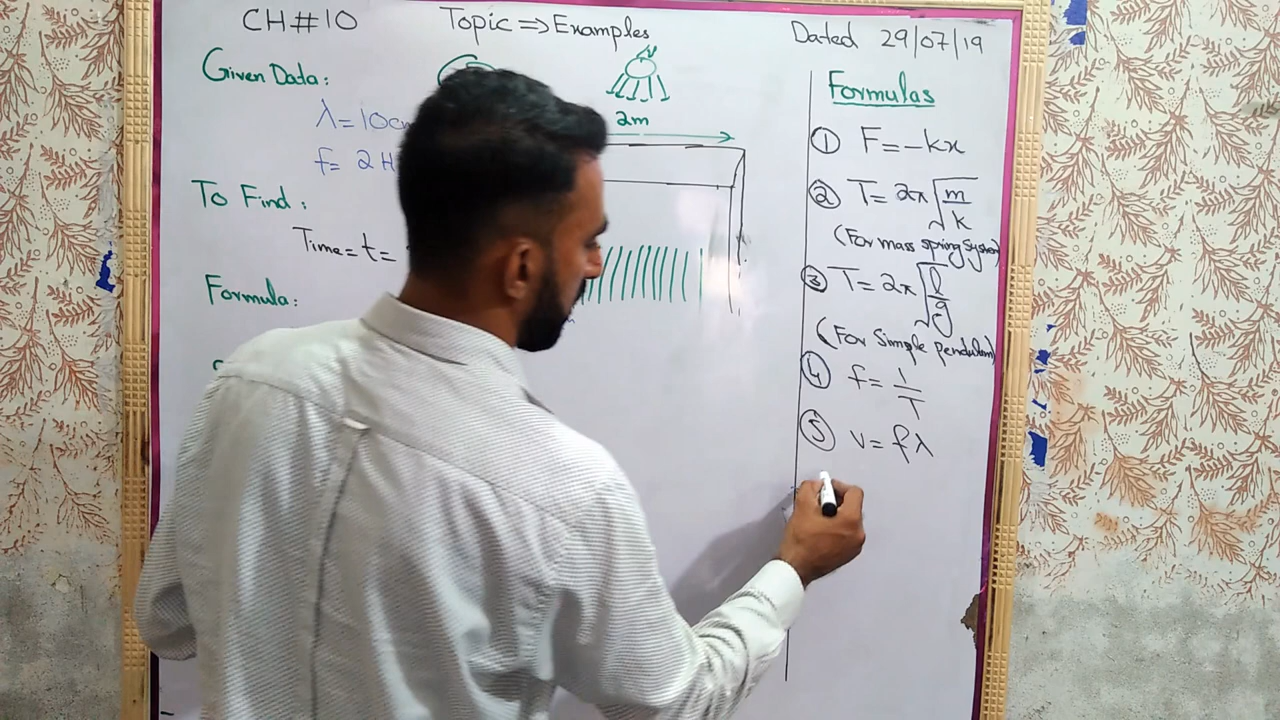 CH#10
Topic ⇒ Examples
Dated 29/07/19
Given Data:
λ = 10cm
f = 2 H
To Find:
Time = t =
Formula:
2m
Formulas
① F = -kx
② T = 2π√m/k
(For mass spring system)
③ T = 2π√l/g
(For Simple pendulum)
④ f = 1/T
⑤ v = fλ